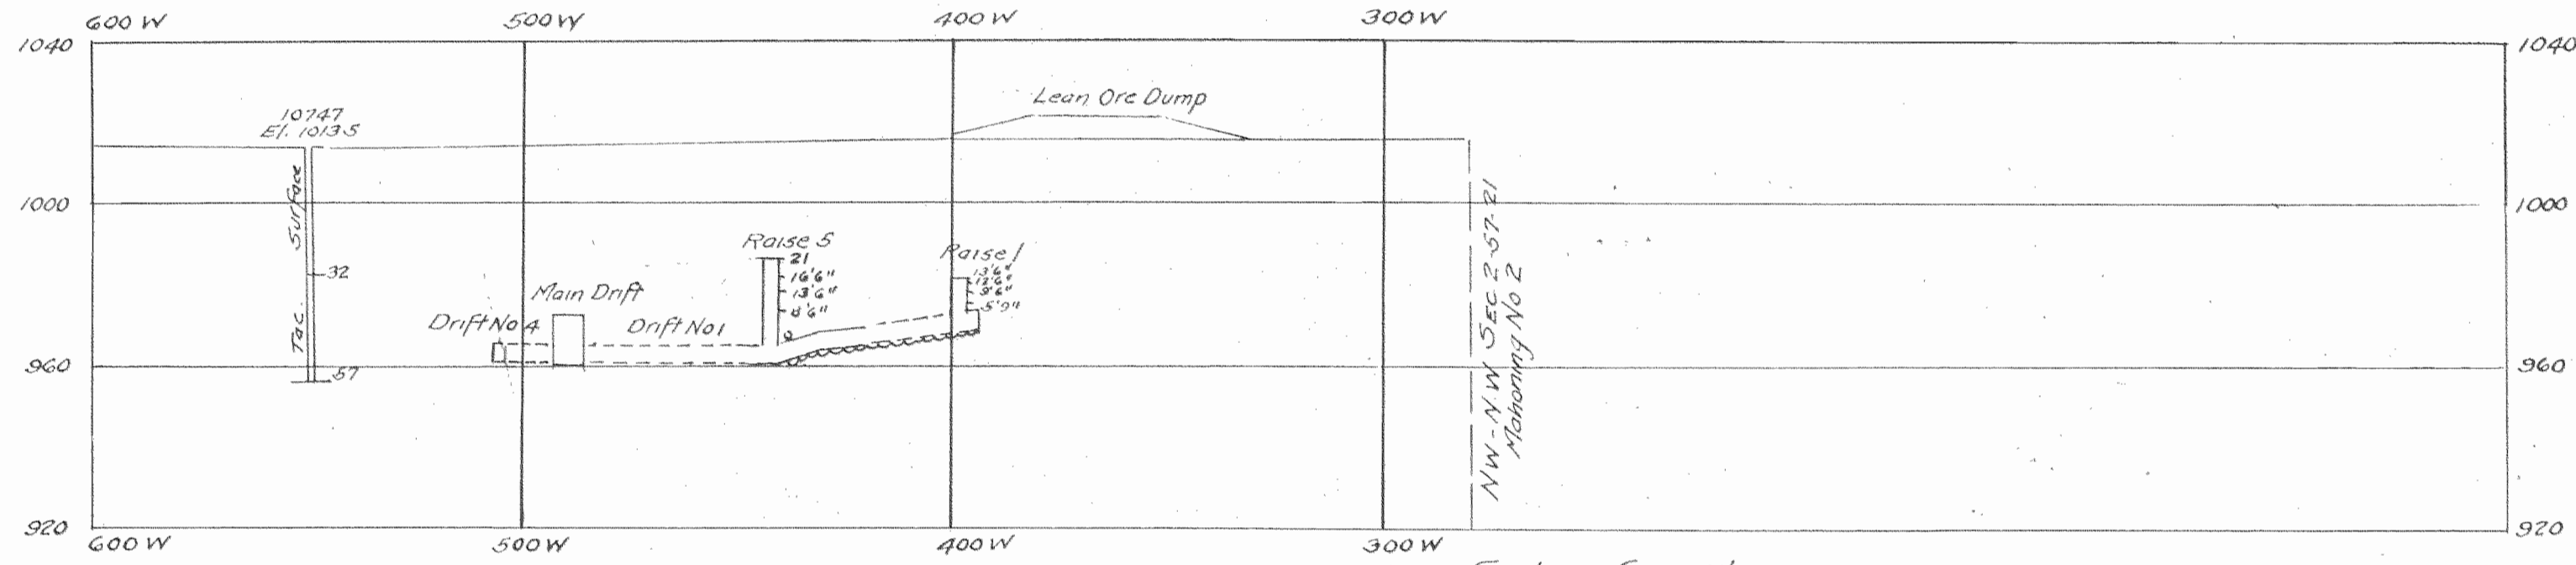 600 W
500 W
400 W
300 W
1040
1040
Lean Ore Dump
10747
El. 1013.5
Surface
Tac.
32
57
1000
1000
Raise 5
21
16'6"
13'6"
8'6"
Raise 1
13'6"
12'6"
9'6"
5'9"
Main Drift
Drift No 4
Drift No 1
960
960
NW-N.W SEC 2-57-21
Mahoning No 2
920
920
600 W
500 W
400 W
300 W